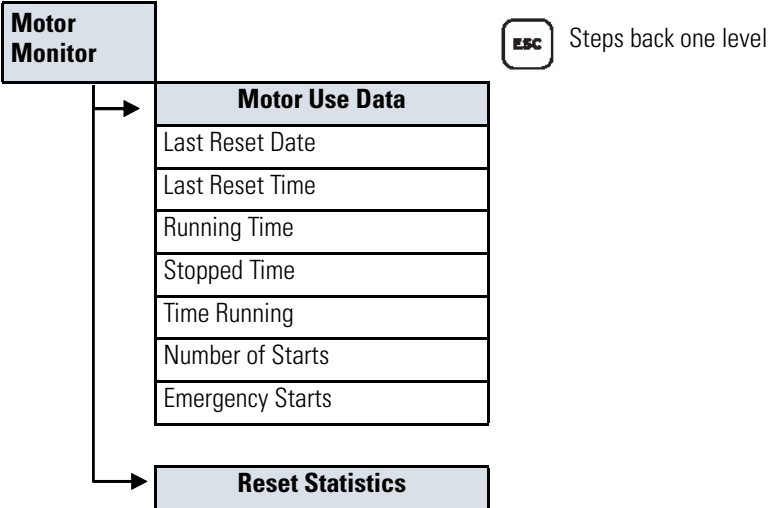 Motor
Monitor
ESC
Steps back one level
Motor Use Data
Last Reset Date
Last Reset Time
Running Time
Stopped Time
Time Running
Number of Starts
Emergency Starts
Reset Statistics